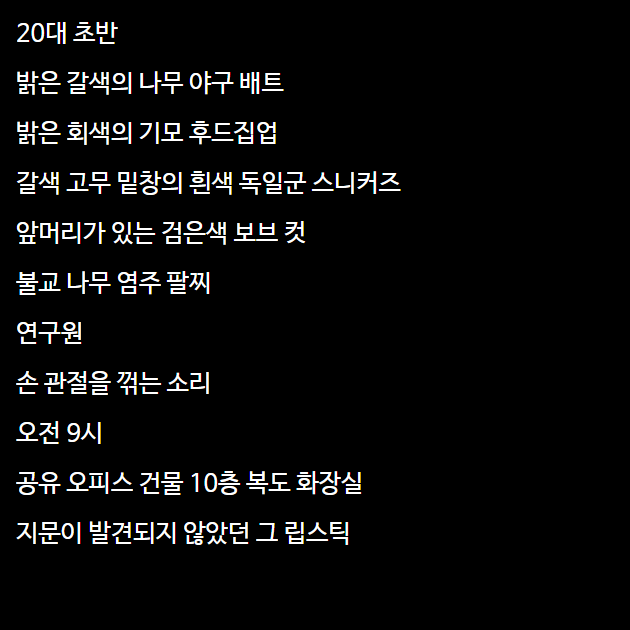 20대 초반
밝은 갈색의 나무 야구 배트
밝은 회색의 기모 후드집업
갈색 고무 밑창의 흰색 독일군 스니커즈
앞머리가 있는 검은색 보브 컷
불교 나무 염주 팔찌
연구원
손 관절을 꺾는 소리
오전 9시
공유 오피스 건물 10층 복도 화장실
지문이 발견되지 않았던 그 립스틱